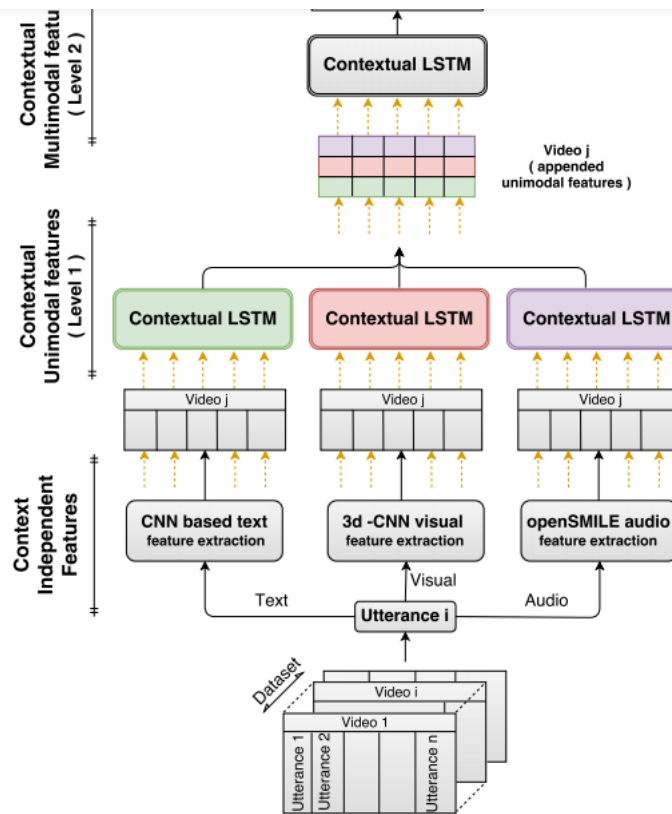 Contextual
Multimodal featur
( Level 2 )
Contextual LSTM
Video j
( appended
unimodal features )
Contextual
Unimodal features
( Level 1 )
Contextual LSTM
Contextual LSTM
Contextual LSTM
Video j
Video j
Video j
Context
Independent
Features
CNN based text
feature extraction
3d -CNN visual
feature extraction
openSMILE audio
feature extraction
Text
Visual
Audio
Utterance i
Dataset
Video i
Video 1
Utterance 1
Utterance 2
Utterance n